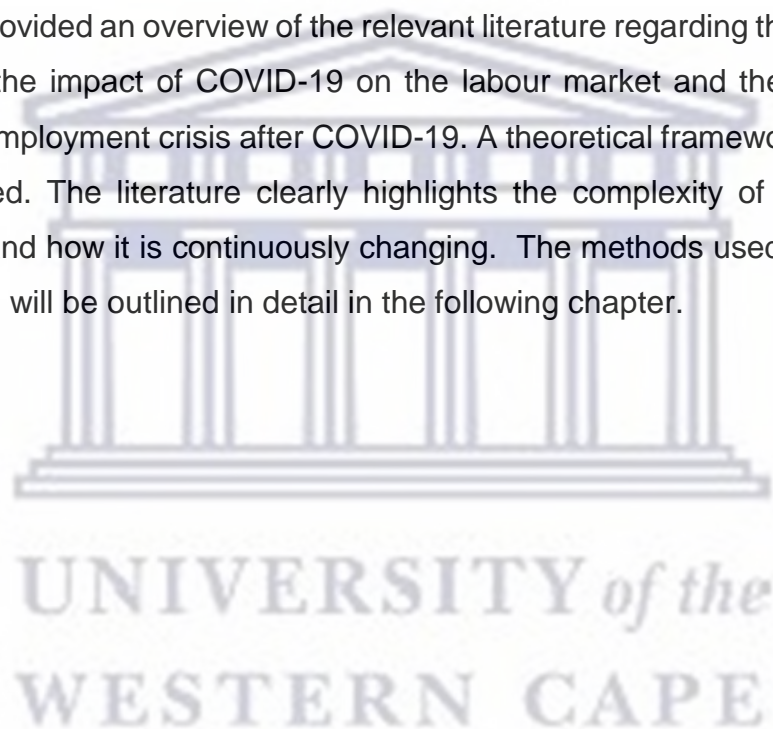 ovided an overview of the relevant literature regarding th
the impact of COVID-19 on the labour market and the
mployment crisis after COVID-19. A theoretical framewo
ed. The literature clearly highlights the complexity of
nd how it is continuously changing. The methods used
will be outlined in detail in the following chapter.
UNIVERSITY of the
WESTERN CAPE